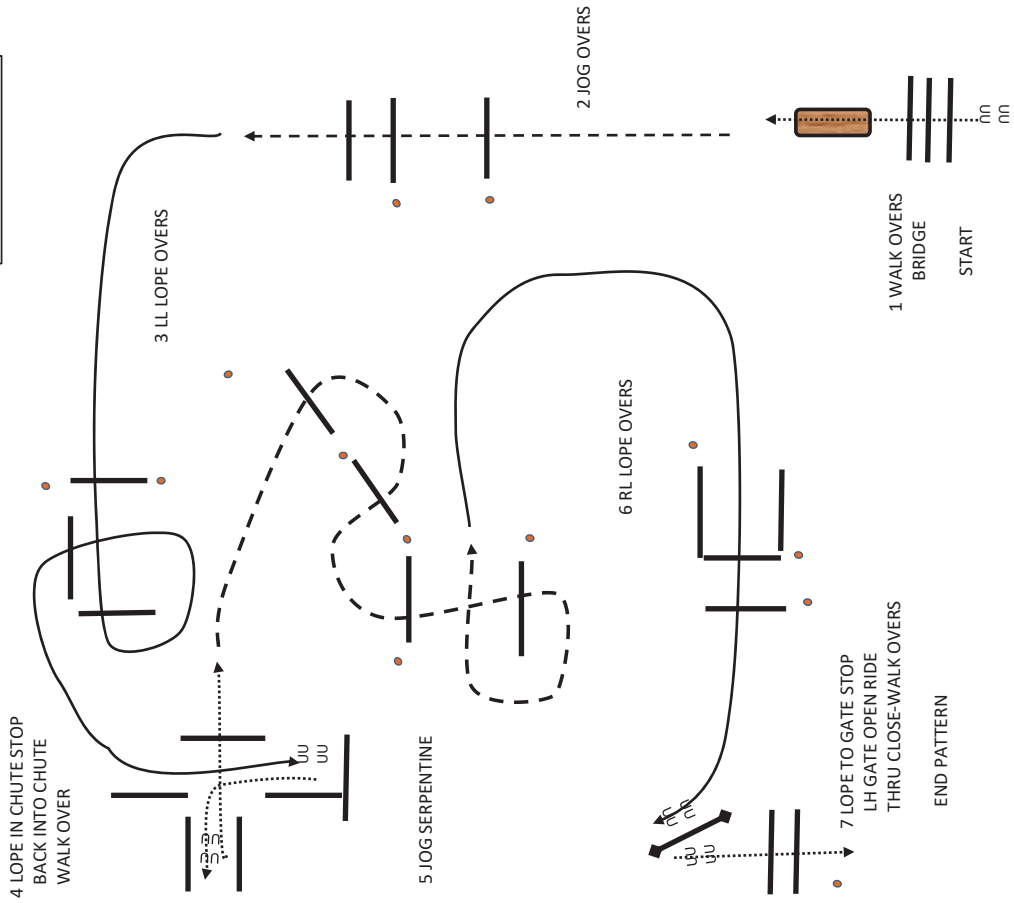 1 WALK OVERS
BRIDGE
START
2 JOG OVERS
3 LL LOPE OVERS
4 LOPE IN CHUTE STOP
BACK INTO CHUTE
WALK OVER
5 JOG SERPENTINE
6 RL LOPE OVERS
7 LOPE TO GATE STOP
LH GATE OPEN RIDE
THRU CLOSE-WALK OVERS
END PATTERN